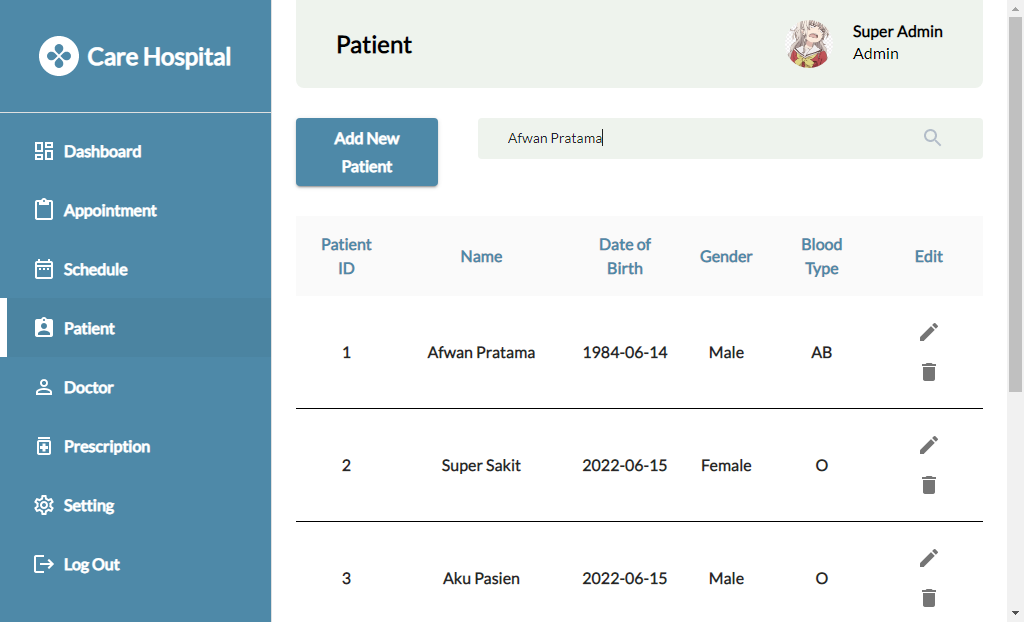 Care Hospital
Dashboard
Appointment
Schedule
Patient
Doctor
Prescription
Setting
Log Out
Patient
Super Admin
Admin
Add New
Patient
Afwan Pratama
Patient
ID
Name
Date of
Birth
Gender
Blood
Type
Edit
1 Afwan Pratama 1984-06-14 Male AB
2 Super Sakit 2022-06-15 Female O
3 Aku Pasien 2022-06-15 Male O